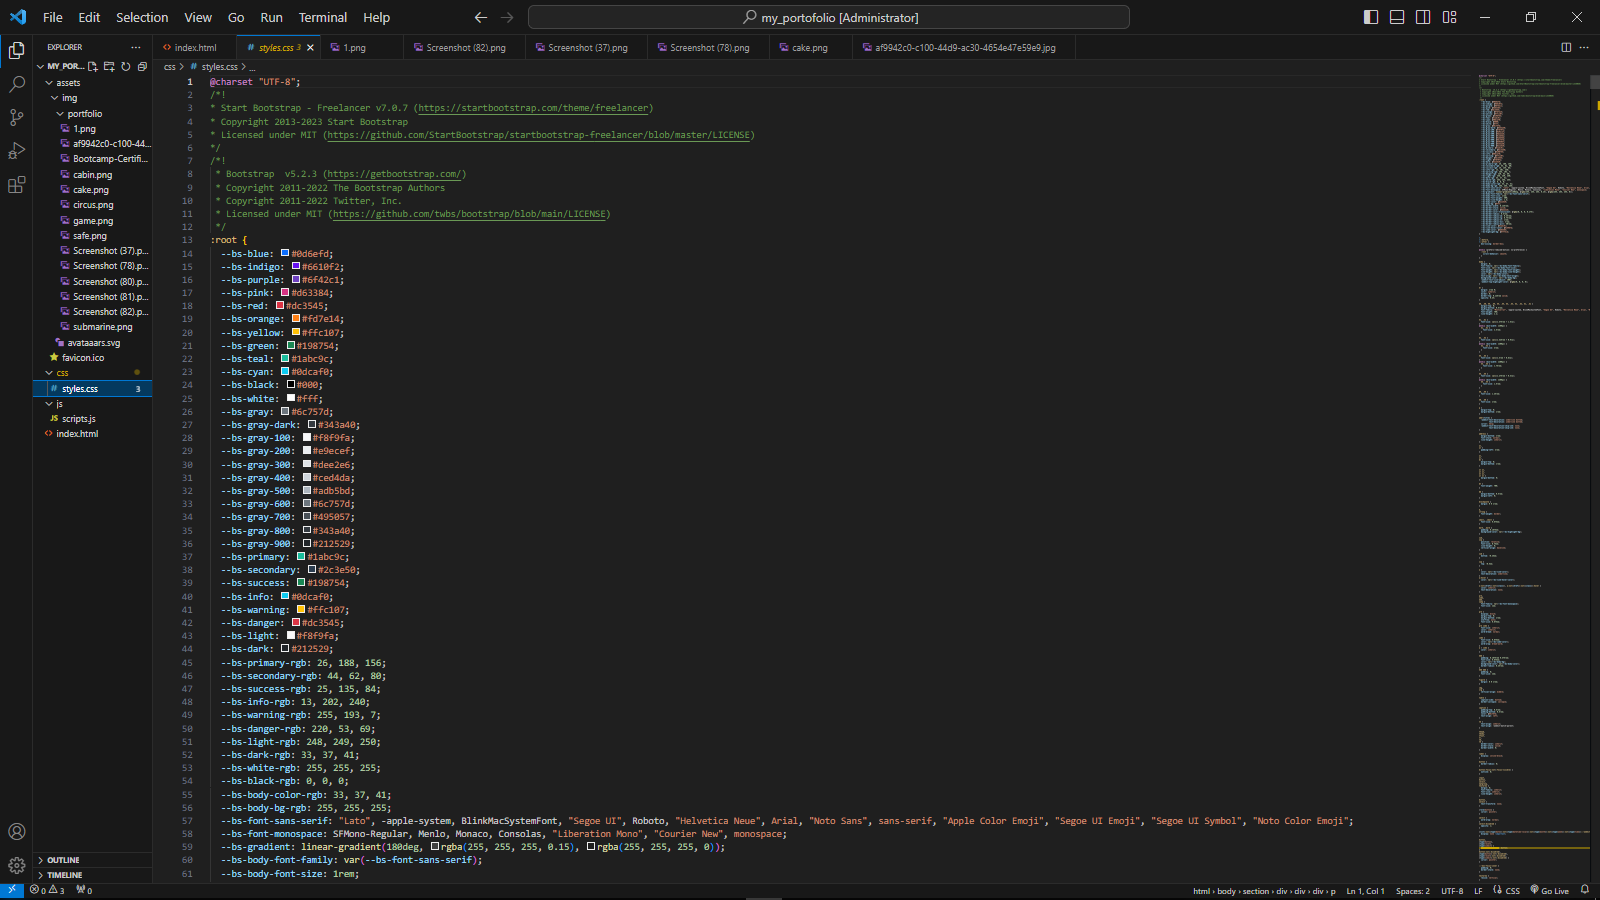 File Edit Selection View Go Run Terminal Help
my_portofolio [Administrator]
EXPLORER
index.html
styles.css 3
1.png
Screenshot (82).png
Screenshot (37).png
Screenshot (78).png
cake.png
af9942c0-c100-44d9-ac30-4654e47e59e9.jpg
MY_POR...
css > # styles.css > ...
assets
img
portfolio
1.png
af9942c0-c100-44...
Bootcamp-Certifi...
cabin.png
cake.png
circus.png
game.png
safe.png
Screenshot (37).p...
Screenshot (78).p...
Screenshot (80).p...
Screenshot (81).p...
Screenshot (82).p...
submarine.png
avataaars.svg
favicon.ico
css
# styles.css 3
js
JS scripts.js
index.html
OUTLINE
TIMELINE
1 @charset "UTF-8";
2 /*!
3 * Start Bootstrap - Freelancer v7.0.7 (https://startbootstrap.com/theme/freelancer)
4 * Copyright 2013-2023 Start Bootstrap
5 * Licensed under MIT (https://github.com/StartBootstrap/startbootstrap-freelancer/blob/master/LICENSE)
6 */
7 /*!
8 * Bootstrap  v5.2.3 (https://getbootstrap.com/)
9 * Copyright 2011-2022 The Bootstrap Authors
10 * Copyright 2011-2022 Twitter, Inc.
11 * Licensed under MIT (https://github.com/twbs/bootstrap/blob/main/LICENSE)
12 */
13 :root {
14 --bs-blue: #0d6efd;
15 --bs-indigo: #6610f2;
16 --bs-purple: #6f42c1;
17 --bs-pink: #d63384;
18 --bs-red: #dc3545;
19 --bs-orange: #fd7e14;
20 --bs-yellow: #ffc107;
21 --bs-green: #198754;
22 --bs-teal: #1abc9c;
23 --bs-cyan: #0dcaf0;
24 --bs-black: #000;
25 --bs-white: #fff;
26 --bs-gray: #6c757d;
27 --bs-gray-dark: #343a40;
28 --bs-gray-100: #f8f9fa;
29 --bs-gray-200: #e9ecef;
30 --bs-gray-300: #dee2e6;
31 --bs-gray-400: #ced4da;
32 --bs-gray-500: #adb5bd;
33 --bs-gray-600: #6c757d;
34 --bs-gray-700: #495057;
35 --bs-gray-800: #343a40;
36 --bs-gray-900: #212529;
37 --bs-primary: #1abc9c;
38 --bs-secondary: #2c3e50;
39 --bs-success: #198754;
40 --bs-info: #0dcaf0;
41 --bs-warning: #ffc107;
42 --bs-danger: #dc3545;
43 --bs-light: #f8f9fa;
44 --bs-dark: #212529;
45 --bs-primary-rgb: 26, 188, 156;
46 --bs-secondary-rgb: 44, 62, 80;
47 --bs-success-rgb: 25, 135, 84;
48 --bs-info-rgb: 13, 202, 240;
49 --bs-warning-rgb: 255, 193, 7;
50 --bs-danger-rgb: 220, 53, 69;
51 --bs-light-rgb: 248, 249, 250;
52 --bs-dark-rgb: 33, 37, 41;
53 --bs-white-rgb: 255, 255, 255;
54 --bs-black-rgb: 0, 0, 0;
55 --bs-body-color-rgb: 33, 37, 41;
56 --bs-body-bg-rgb: 255, 255, 255;
57 --bs-font-sans-serif: "Lato", -apple-system, BlinkMacSystemFont, "Segoe UI", Roboto, "Helvetica Neue", Arial, "Noto Sans", sans-serif, "Apple Color Emoji", "Segoe UI Emoji", "Segoe UI Symbol", "Noto Color Emoji";
58 --bs-font-monospace: SFMono-Regular, Menlo, Monaco, Consolas, "Liberation Mono", "Courier New", monospace;
59 --bs-gradient: linear-gradient(180deg, rgba(255, 255, 255, 0.15), rgba(255, 255, 255, 0));
60 --bs-body-font-family: var(--bs-font-sans-serif);
61 --bs-body-font-size: 1rem;
0 3 0
html › body › section › div › div › div › p
Ln 1, Col 1
Spaces: 2
UTF-8
LF
CSS
Go Live